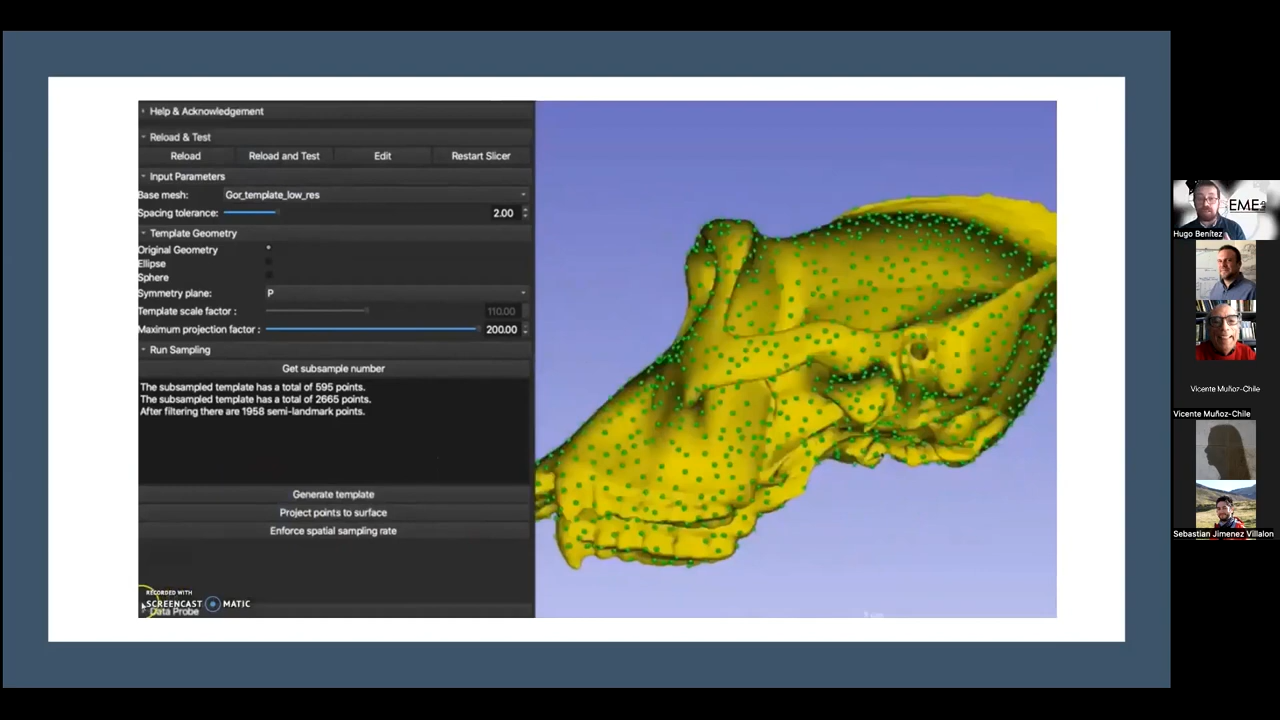 Help & Acknowledgement
Reload & Test
Reload Reload and Test Edit Restart Slicer
Input Parameters
Base mesh: Gor_template_low_res
Spacing tolerance: 2.00
Template Geometry
Original Geometry
Ellipse
Sphere
Symmetry plane: P
Template scale factor : 110.00
Maximum projection factor : 200.00
Run Sampling
Get subsample number
The subsampled template has a total of 595 points.
The subsampled template has a total of 2665 points.
After filtering there are 1958 semi-landmark points.
Generate template
Project points to surface
Enforce spatial sampling rate
RECORDED WITH
SCREENCAST MATIC
Data Probe
EME
Hugo Benítez
Vicente Muñoz-Chile
Vicente Muñoz-Chile
Sebastian Jimenez Villalon